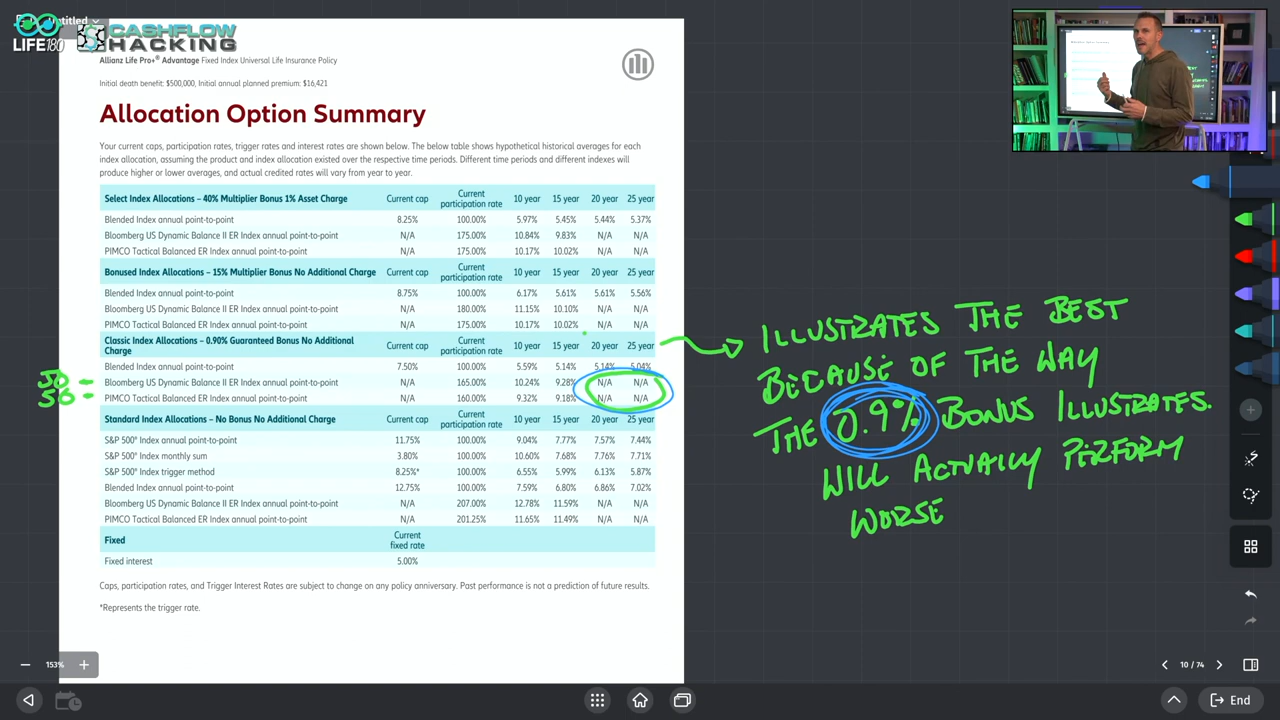 Untitled
LIFE180
CASHFLOW
HACKING
Allianz Life Pro+® Advantage Fixed Index Universal Life Insurance Policy
Initial death benefit: $500,000, Initial annual planned premium: $16,421
Allocation Option Summary
Your current caps, participation rates, trigger rates and interest rates are shown below. The below table shows hypothetical historical averages for each
index allocation, assuming the product and index allocation existed over the respective time periods. Different time periods and different indexes will
produce higher or lower averages, and actual credited rates will vary from year to year.
Select Index Allocations – 40% Multiplier Bonus 1% Asset Charge Current cap Current participation rate 10 year 15 year 20 year 25 year
Blended Index annual point-to-point 8.25% 100.00% 5.97% 5.45% 5.44% 5.37%
Bloomberg US Dynamic Balance II ER Index annual point-to-point N/A 175.00% 10.84% 9.83% N/A N/A
PIMCO Tactical Balanced ER Index annual point-to-point N/A 175.00% 10.17% 10.02% N/A N/A
Bonused Index Allocations – 15% Multiplier Bonus No Additional Charge Current cap Current participation rate 10 year 15 year 20 year 25 year
Blended Index annual point-to-point 8.75% 100.00% 6.17% 5.61% 5.61% 5.56%
Bloomberg US Dynamic Balance II ER Index annual point-to-point N/A 180.00% 11.15% 10.10% N/A N/A
PIMCO Tactical Balanced ER Index annual point-to-point N/A 175.00% 10.17% 10.02% N/A N/A
Classic Index Allocations – 0.90% Guaranteed Bonus No Additional Charge Current cap Current participation rate 10 year 15 year 20 year 25 year
Blended Index annual point-to-point 7.50% 100.00% 5.59% 5.14% 5.14% 5.04%
50 - Bloomberg US Dynamic Balance II ER Index annual point-to-point N/A 165.00% 10.24% 9.28% N/A N/A
50 - PIMCO Tactical Balanced ER Index annual point-to-point N/A 160.00% 9.32% 9.18% N/A N/A
Standard Index Allocations – No Bonus No Additional Charge Current cap Current participation rate 10 year 15 year 20 year 25 year
S&P 500® Index annual point-to-point 11.75% 100.00% 9.04% 7.77% 7.57% 7.44%
S&P 500® Index monthly sum 3.80% 100.00% 10.60% 7.68% 7.76% 7.71%
S&P 500® Index trigger method 8.25%* 100.00% 6.55% 5.99% 6.13% 5.87%
Blended Index annual point-to-point 12.75% 100.00% 7.59% 6.80% 6.86% 7.02%
Bloomberg US Dynamic Balance II ER Index annual point-to-point N/A 207.00% 12.78% 11.59% N/A N/A
PIMCO Tactical Balanced ER Index annual point-to-point N/A 201.25% 11.65% 11.49% N/A N/A
Fixed Current fixed rate
Fixed interest 5.00%
Caps, participation rates, and Trigger Interest Rates are subject to change on any policy anniversary. Past performance is not a prediction of future results.
*Represents the trigger rate.
ILLUSTRATES THE BEST
BECAUSE OF THE WAY
THE 0.9% BONUS ILLUSTRATES.
WILL ACTUALLY PERFORM
WORSE
153%
10 / 74
End